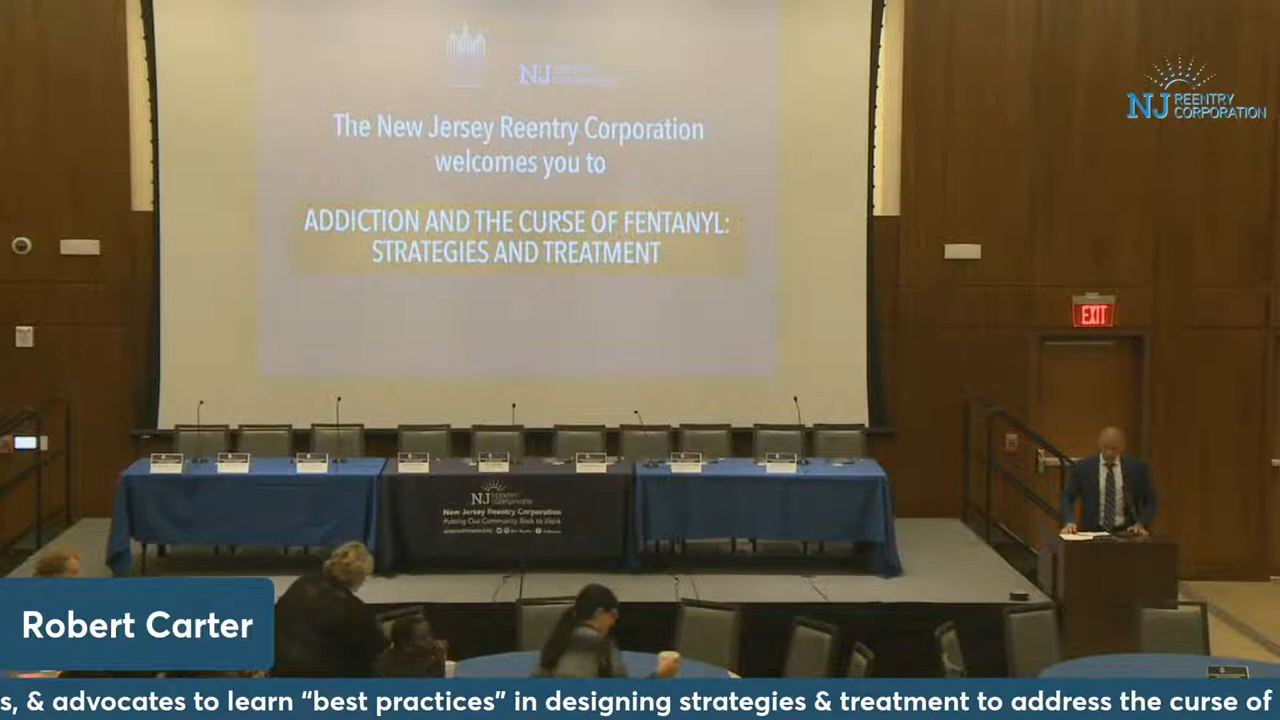 NJ
The New Jersey Reentry Corporation
welcomes you to
ADDICTION AND THE CURSE OF FENTANYL:
STRATEGIES AND TREATMENT
NJ REENTRY
CORPORATION
EXIT
NJ REENTRY
CORPORATION
New Jersey Reentry Corporation
Putting Our Community Back to Work
Robert Carter
s, & advocates to learn “best practices” in designing strategies & treatment to address the curse of